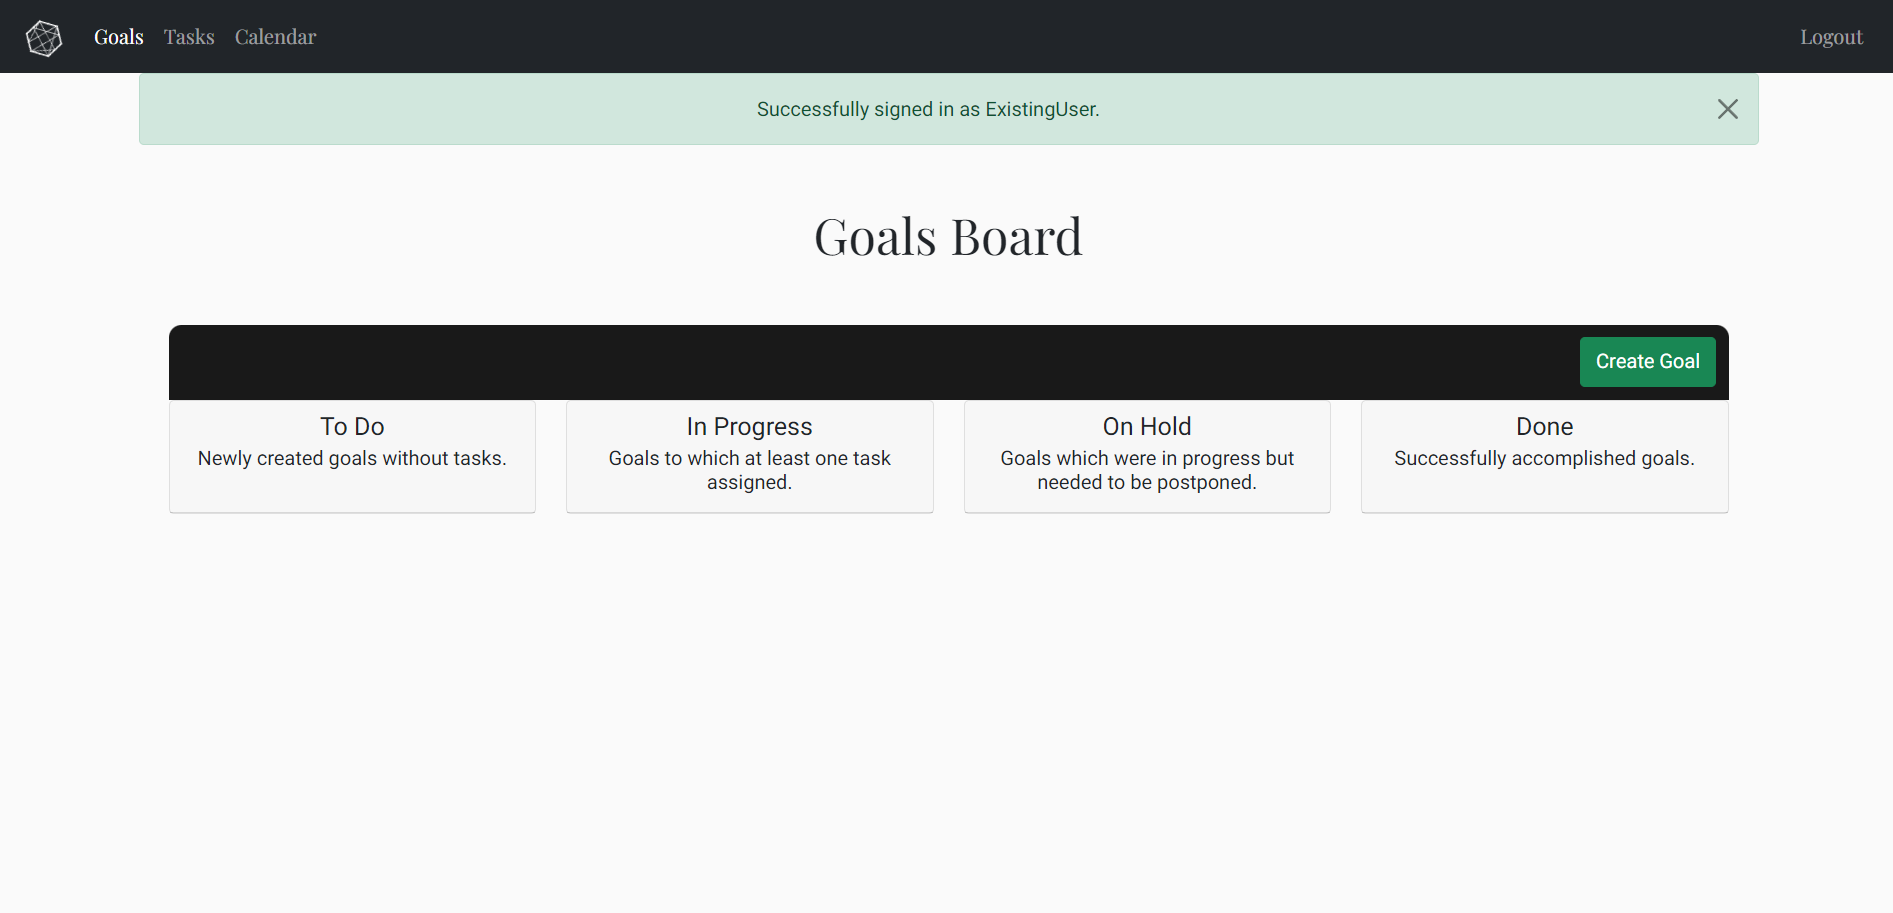 Goals Tasks Calendar Logout
Successfully signed in as ExistingUser.
Goals Board
Create Goal
To Do
Newly created goals without tasks.
In Progress
Goals to which at least one task
assigned.
On Hold
Goals which were in progress but
needed to be postponed.
Done
Successfully accomplished goals.